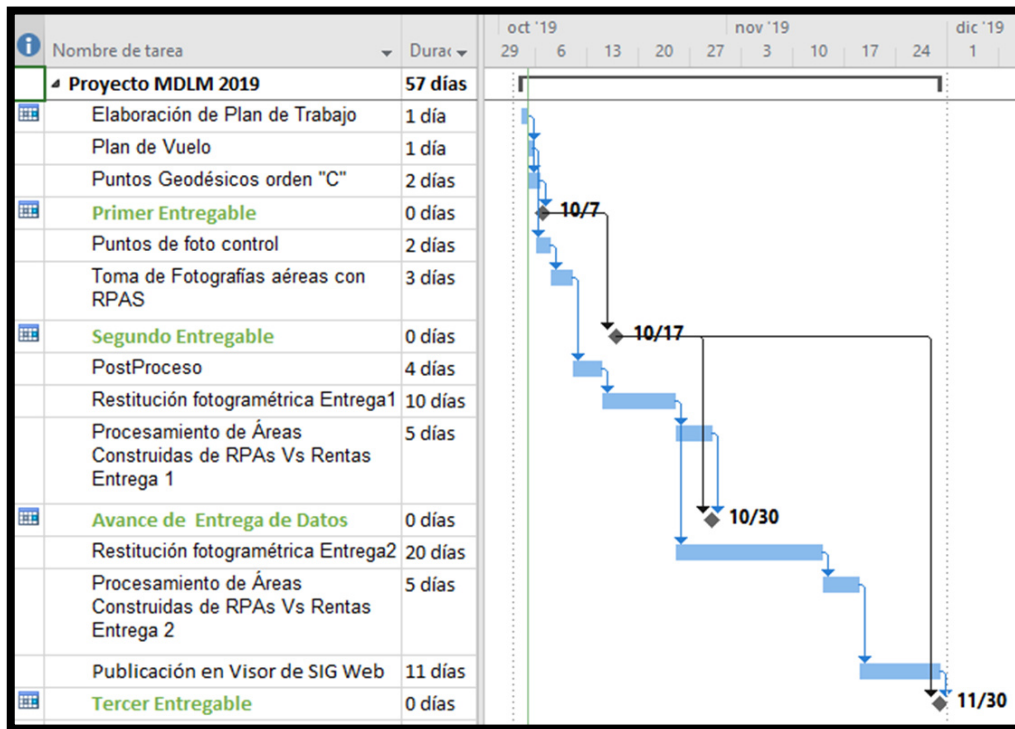 oct '19 nov '19 dic '19
Nombre de tarea Durac 29 6 13 20 27 3 10 17 24 1
Proyecto MDLM 2019 57 días
Elaboración de Plan de Trabajo 1 día
Plan de Vuelo 1 día
Puntos Geodésicos orden "C" 2 días
Primer Entregable 0 días 10/7
Puntos de foto control 2 días
Toma de Fotografías aéreas con 3 días
RPAS
Segundo Entregable 0 días 10/17
PostProceso 4 días
Restitución fotogramétrica Entrega1 10 días
Procesamiento de Áreas 5 días
Construidas de RPAs Vs Rentas
Entrega 1
Avance de Entrega de Datos 0 días 10/30
Restitución fotogramétrica Entrega2 20 días
Procesamiento de Áreas 5 días
Construidas de RPAs Vs Rentas
Entrega 2
Publicación en Visor de SIG Web 11 días
Tercer Entregable 0 días 11/30